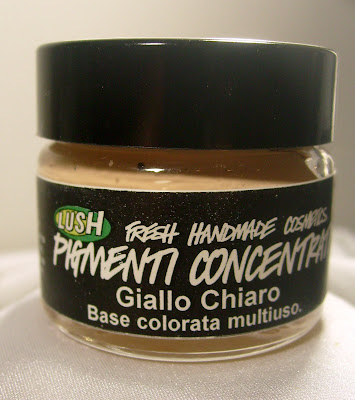 LUSH
FRESH HANDMADE COSMETICS
PIGMENTI CONCENTRA
Giallo Chiaro
Base colorata multiuso.